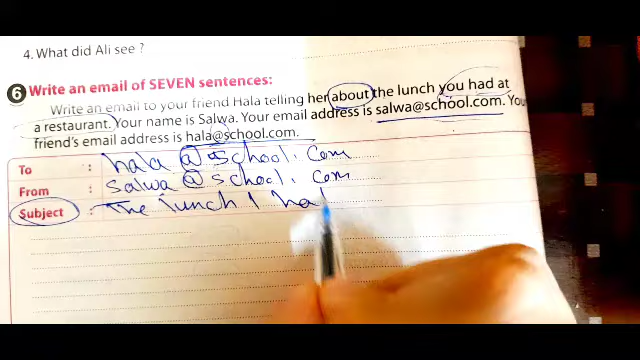 4. What did Ali see ?
6 Write an email of SEVEN sentences:
Write an email to your friend Hala telling her about the lunch you had at
a restaurant. Your name is Salwa. Your email address is salwa@school.com. You
friend's email address is hala@school.com.
To : hala @ school. com
From : salwa @ school. com
Subject : The lunch I had